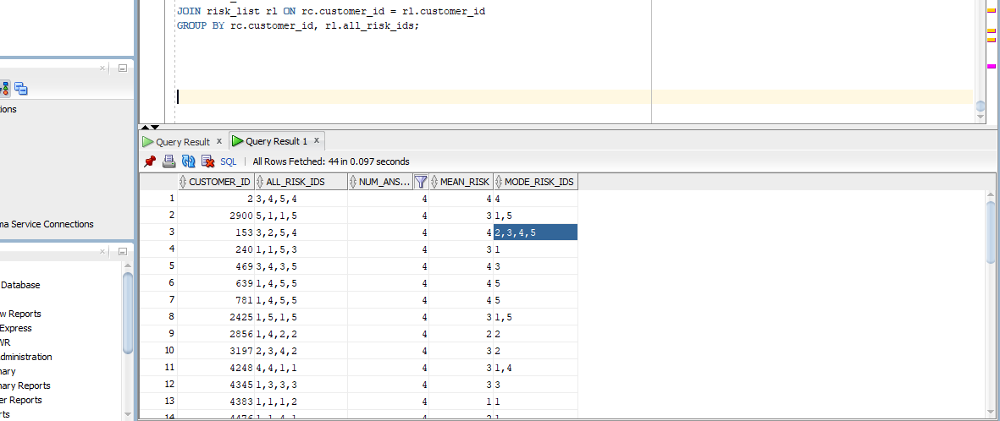 JOIN risk_list rl ON rc.customer_id = rl.customer_id
GROUP BY rc.customer_id, rl.all_risk_ids;
ions
ma Service Connections
Database
w Reports
Express
WR
dministration
nary
nary Reports
er Reports
rts
Query Result x Query Result 1 x
SQL | All Rows Fetched: 44 in 0.097 seconds
CUSTOMER_ID ALL_RISK_IDS NUM_ANS... MEAN_RISK MODE_RISK_IDS
1 2 3,4,5,4 4 4 4
2 2900 5,1,1,5 4 3 1,5
3 153 3,2,5,4 4 4 2,3,4,5
4 240 1,1,5,3 4 3 1
5 469 3,4,3,5 4 4 3
6 639 1,4,5,5 4 4 5
7 781 1,4,5,5 4 4 5
8 2425 1,5,1,5 4 3 1,5
9 2856 1,4,2,2 4 2 2
10 3197 2,3,4,2 4 3 2
11 4248 4,4,1,1 4 3 1,4
12 4345 1,3,3,3 4 3 3
13 4383 1,1,1,2 4 1 1
14 4476 1,1,4,1 4 2 1